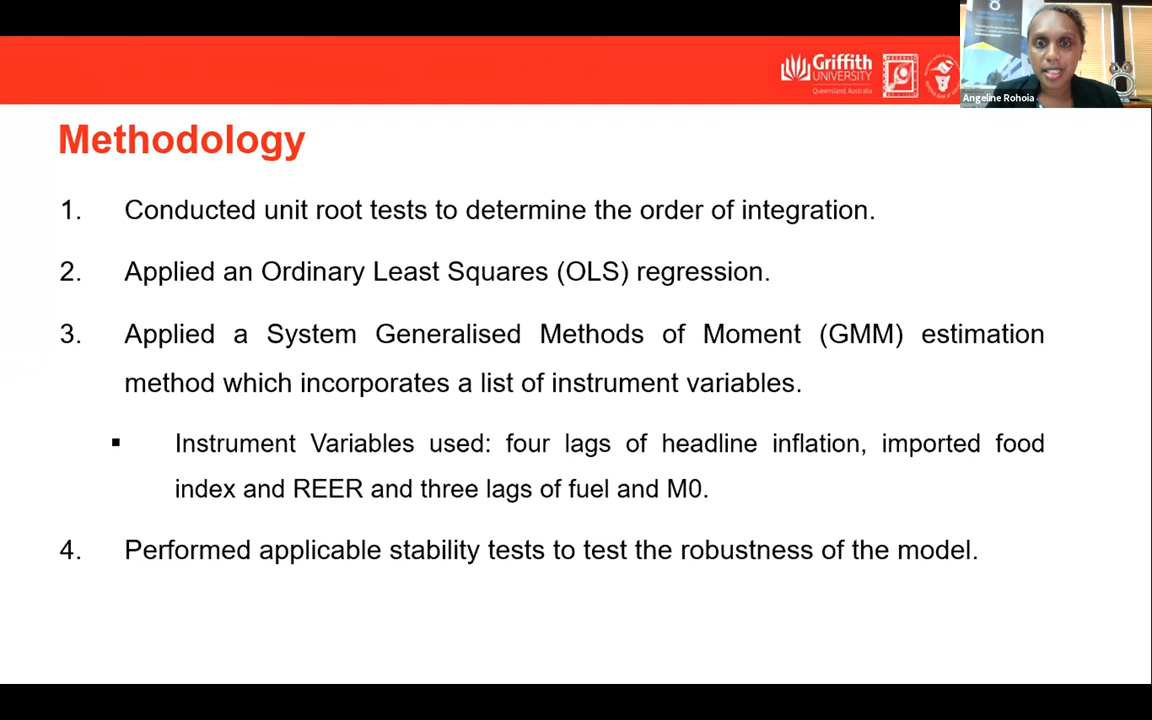 Griffith
UNIVERSITY
Queensland, Australia
Angeline Rohoia
Methodology
1. Conducted unit root tests to determine the order of integration.
2. Applied an Ordinary Least Squares (OLS) regression.
3. Applied a System Generalised Methods of Moment (GMM) estimation
method which incorporates a list of instrument variables.
▪ Instrument Variables used: four lags of headline inflation, imported food
index and REER and three lags of fuel and M0.
4. Performed applicable stability tests to test the robustness of the model.